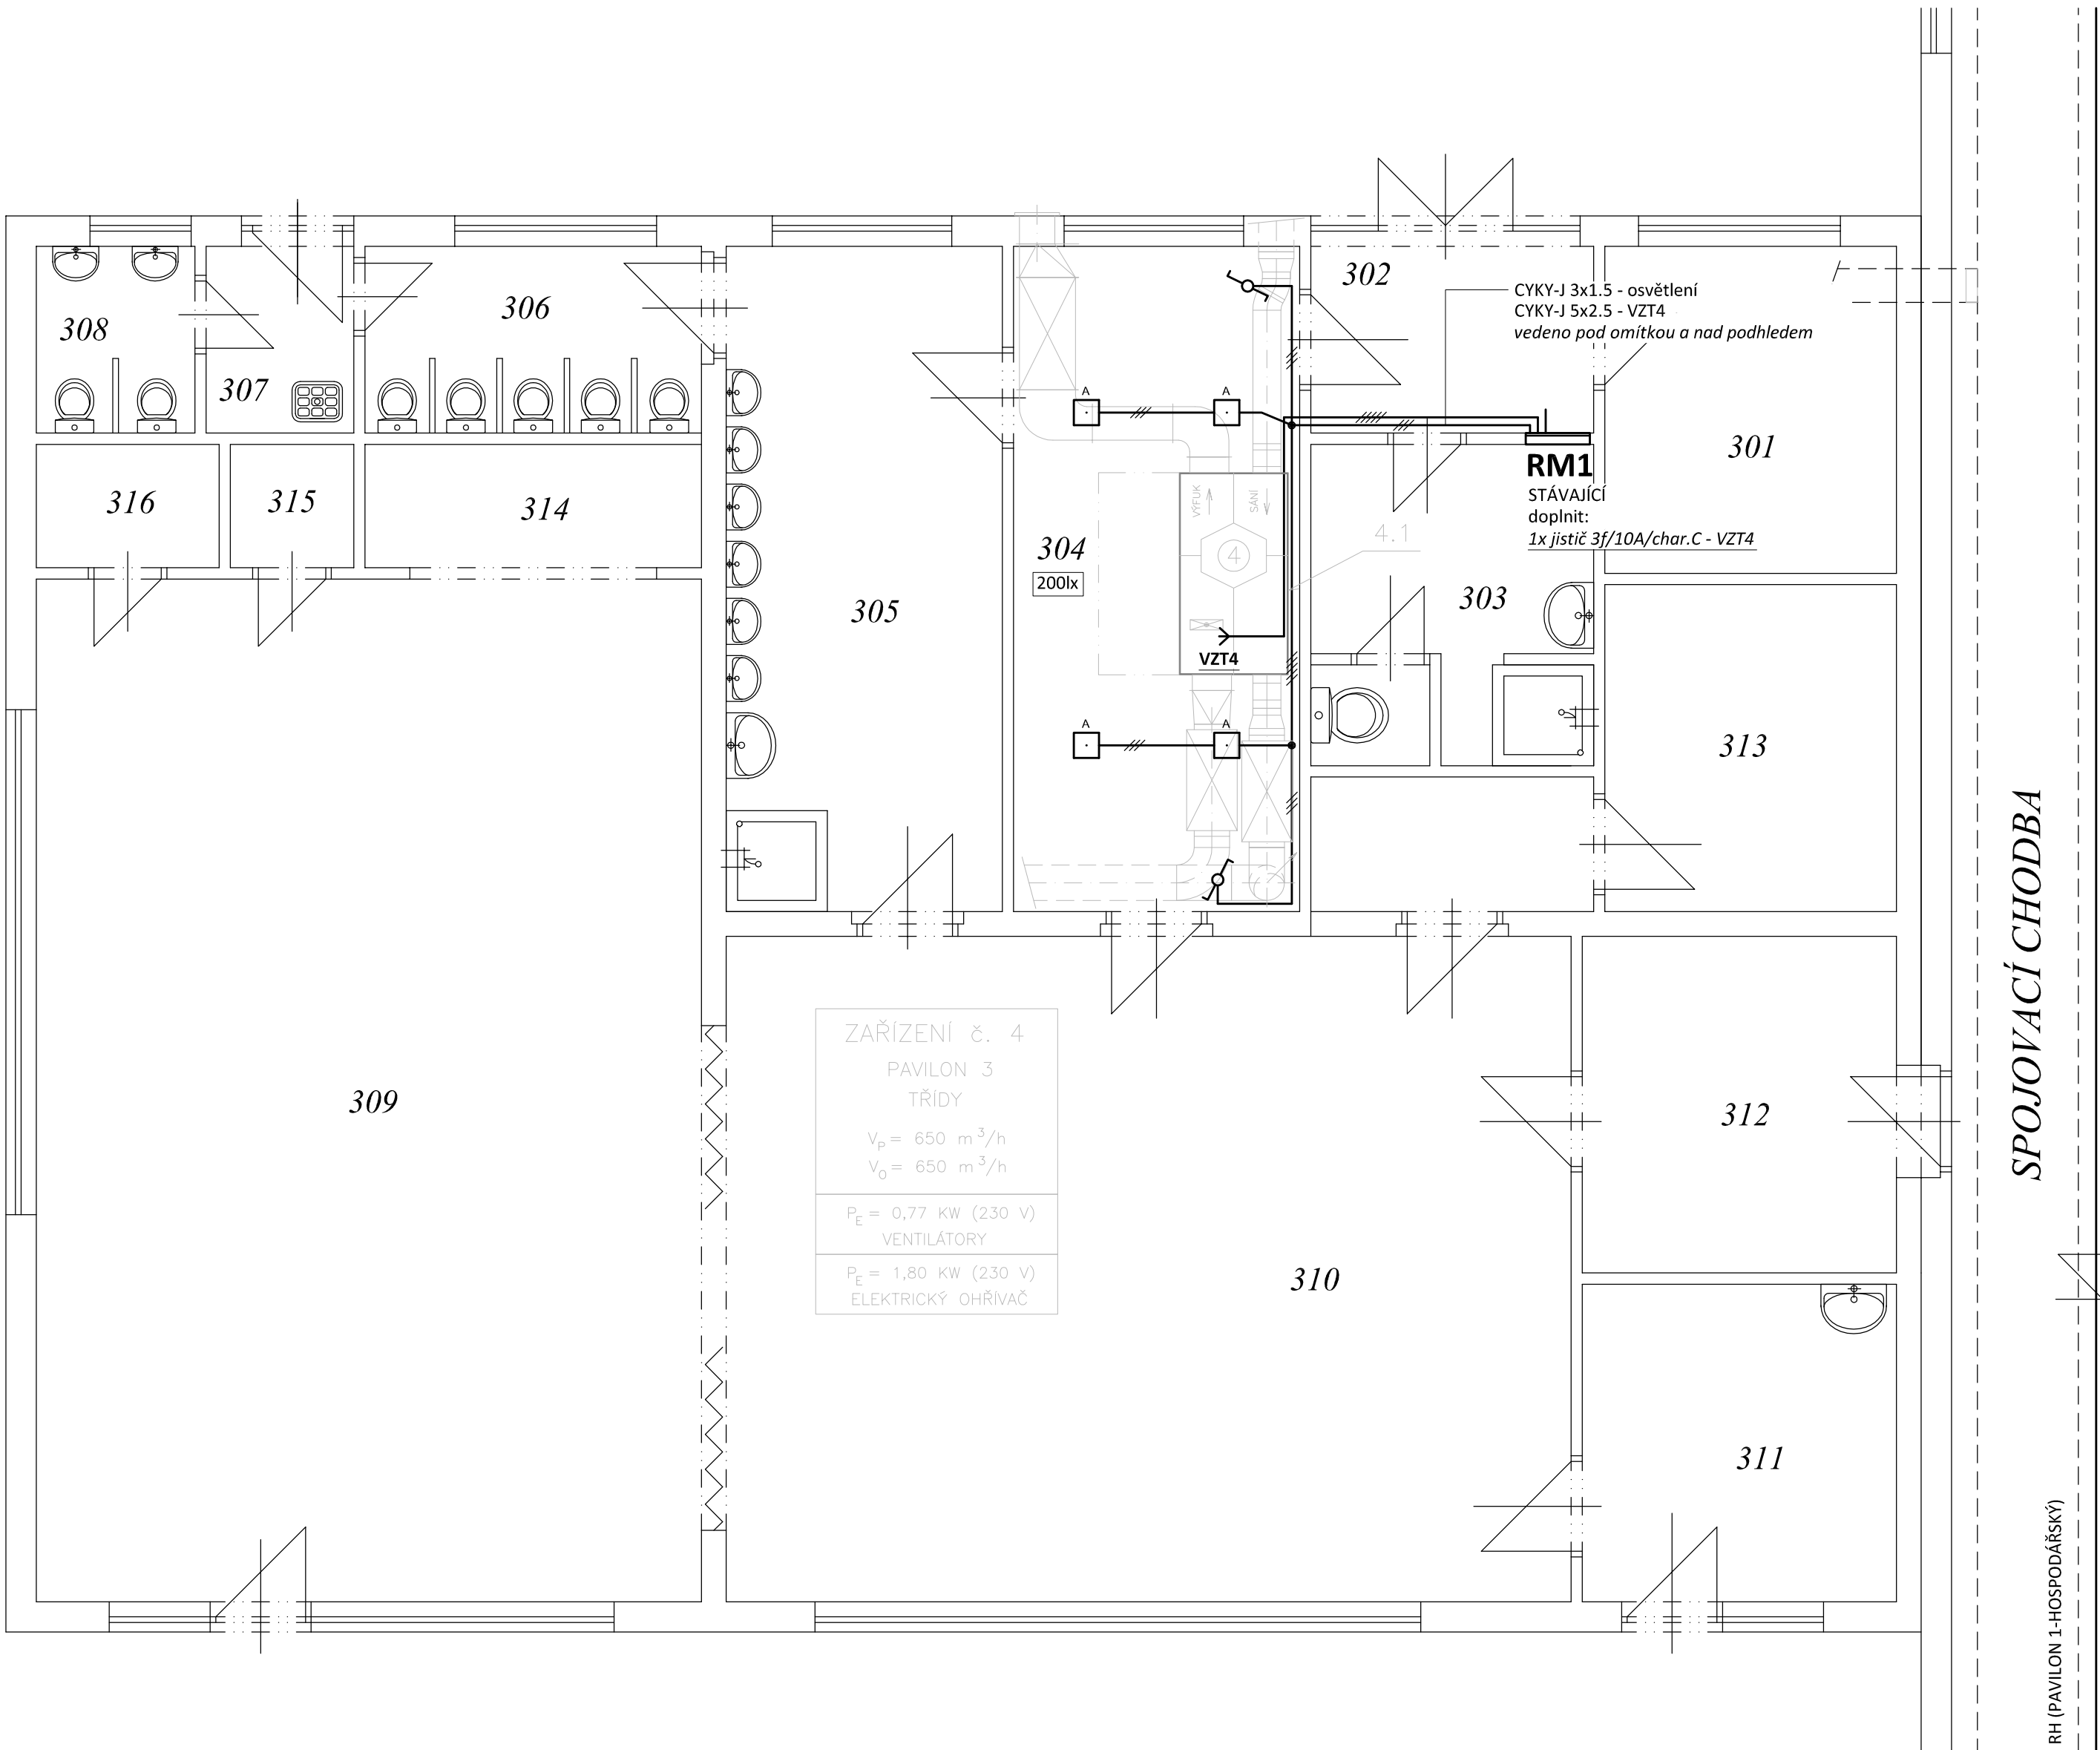 302
CYKY-J 3x1.5 - osvětlení
CYKY-J 5x2.5 - VZT4
vedeno pod omítkou a nad podhledem
306
308
307
A
A
301
RM1
STÁVAJÍCÍ
doplnit:
1x jistič 3f/10A/char.C - VZT4
316
315
314
VÝFUK
SÁNÍ
4.1
304
200lx
4
303
305
VZT4
A
A
313
SPOJOVACÍ CHODBA
309
ZAŘÍZENÍ č. 4
PAVILON 3
TŘÍDY
VP = 650 m3/h
VO = 650 m3/h
PE = 0,77 KW (230 V)
VENTILÁTORY
PE = 1,80 KW (230 V)
ELEKTRICKÝ OHŘÍVAČ
312
310
311
RH (PAVILON 1-HOSPODÁŘSKÝ)